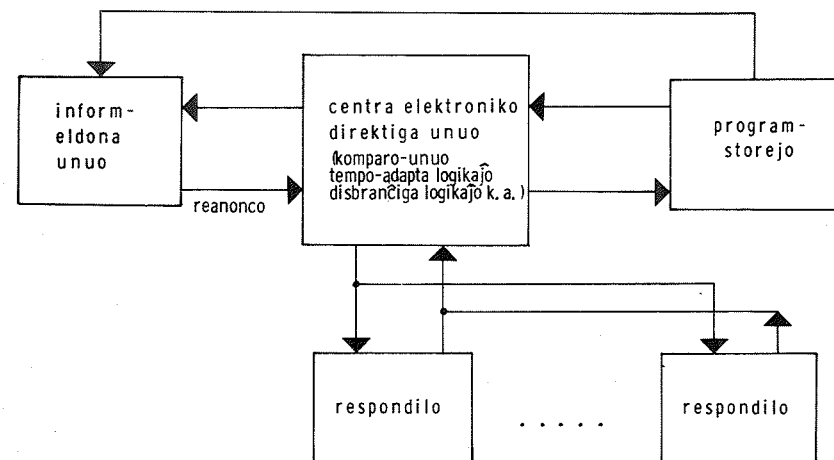 inform-
eldona
unuo
reanonco
centra elektroniko
direktiga unuo
(komparo-unuo
tempo-adapta logikaĵo
disbranĉiga logikaĵo k.a.)
program-
storejo
respondilo
. . . . .
respondilo